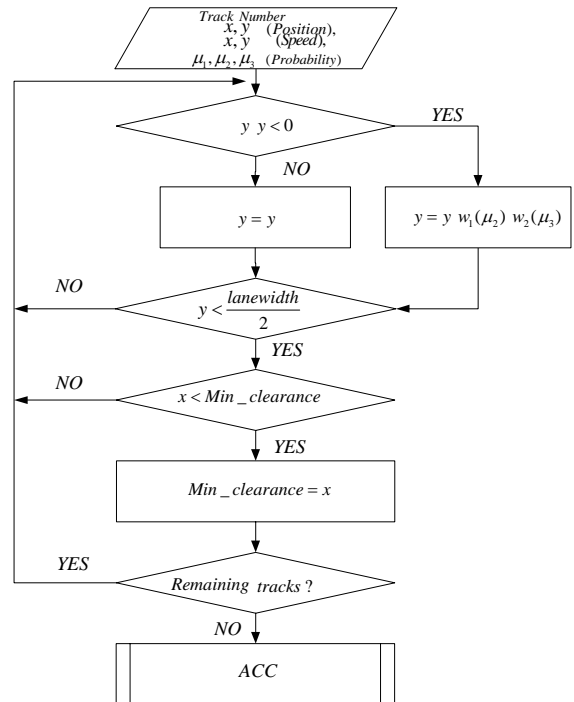 Track Number
x, y (Position),
x, y (Speed),
μ₁, μ₂, μ₃ (Probability)
y y < 0
YES
NO
y = y
y = y w₁(μ₂) w₂(μ₃)
NO
y < lanewidth/2
YES
NO
x < Min_clearance
YES
Min_clearance = x
YES
Remaining tracks ?
NO
ACC